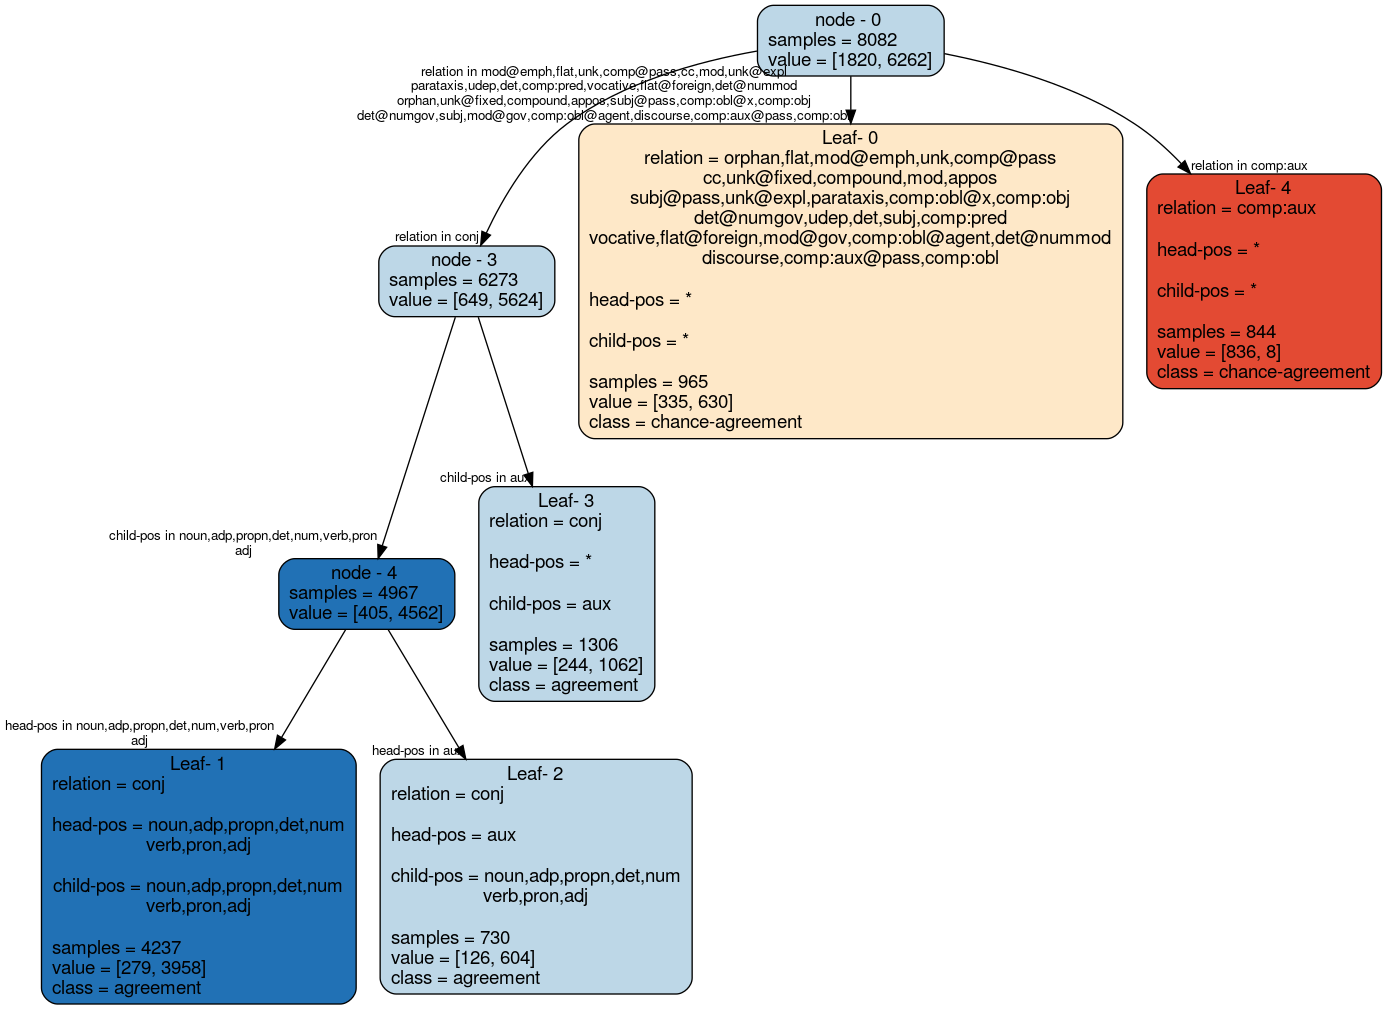 node - 0
samples = 8082
value = [1820, 6262]
relation in mod@emph,flat,unk,comp@pass,cc,mod,unk@expl
parataxis,udep,det,comp:pred,vocative,flat@foreign,det@nummod
orphan,unk@fixed,compound,appos,subj@pass,comp:obl@x,comp:obj
det@numgov,subj,mod@gov,comp:obl@agent,discourse,comp:aux@pass,comp:obl
Leaf- 0
relation = orphan,flat,mod@emph,unk,comp@pass
cc,unk@fixed,compound,mod,appos
subj@pass,unk@expl,parataxis,comp:obl@x,comp:obj
det@numgov,udep,det,subj,comp:pred
vocative,flat@foreign,mod@gov,comp:obl@agent,det@nummod
discourse,comp:aux@pass,comp:obl
head-pos = *
child-pos = *
samples = 965
value = [335, 630]
class = chance-agreement
relation in comp:aux
Leaf- 4
relation = comp:aux
head-pos = *
child-pos = *
samples = 844
value = [836, 8]
class = chance-agreement
relation in conj
node - 3
samples = 6273
value = [649, 5624]
child-pos in aux
Leaf- 3
relation = conj
head-pos = *
child-pos = aux
samples = 1306
value = [244, 1062]
class = agreement
child-pos in noun,adp,propn,det,num,verb,pron
adj
node - 4
samples = 4967
value = [405, 4562]
head-pos in noun,adp,propn,det,num,verb,pron
adj
Leaf- 1
relation = conj
head-pos = noun,adp,propn,det,num
verb,pron,adj
child-pos = noun,adp,propn,det,num
verb,pron,adj
samples = 4237
value = [279, 3958]
class = agreement
head-pos in aux
Leaf- 2
relation = conj
head-pos = aux
child-pos = noun,adp,propn,det,num
verb,pron,adj
samples = 730
value = [126, 604]
class = agreement